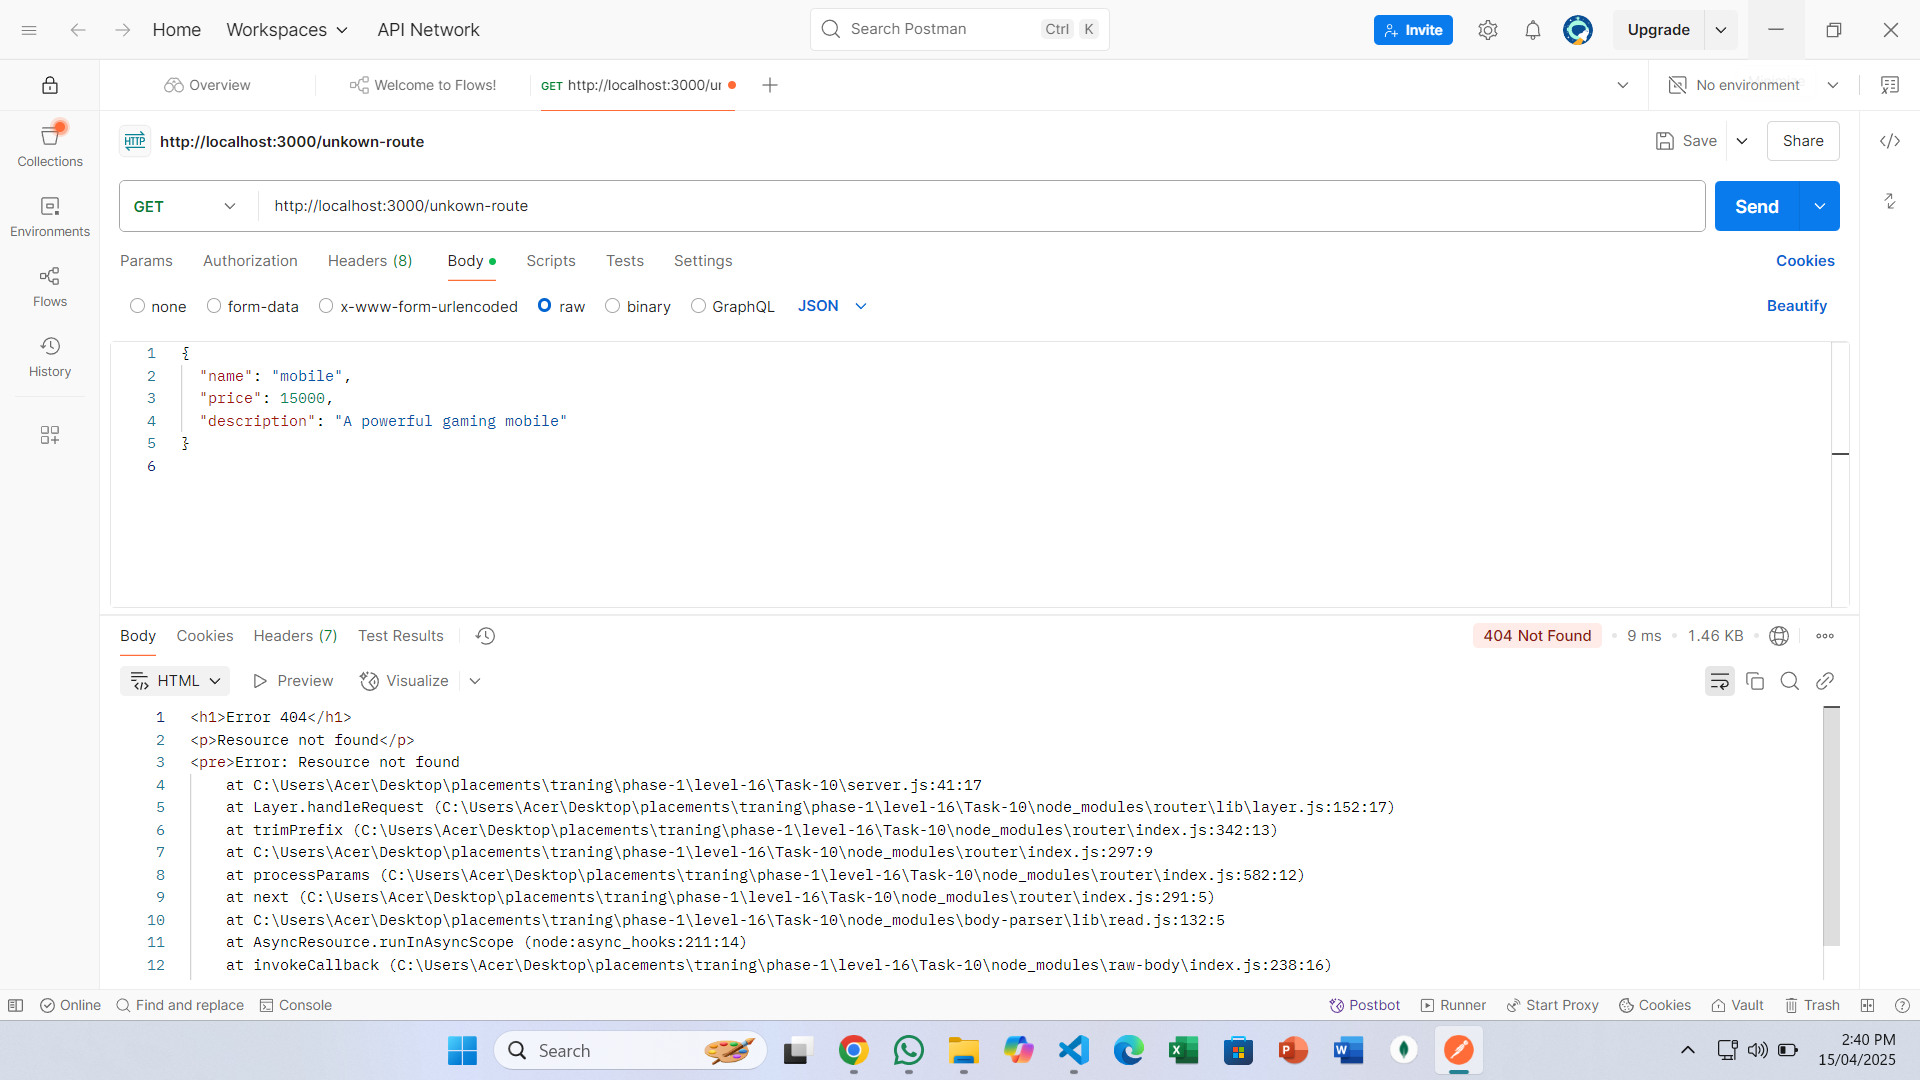 Home Workspaces API Network Search Postman Ctrl K Invite Upgrade
Overview Welcome to Flows! GET http://localhost:3000/ur No environment
Collections
Environments
Flows
History
HTTP http://localhost:3000/unkown-route Save Share
GET http://localhost:3000/unkown-route Send
Params Authorization Headers (8) Body Scripts Tests Settings Cookies
none form-data x-www-form-urlencoded raw binary GraphQL JSON Beautify
1 {
2 "name": "mobile",
3 "price": 15000,
4 "description": "A powerful gaming mobile"
5 }
6
Body Cookies Headers (7) Test Results 404 Not Found 9 ms 1.46 KB
HTML Preview Visualize
1 <h1>Error 404</h1>
2 <p>Resource not found</p>
3 <pre>Error: Resource not found
4 at C:\Users\Acer\Desktop\placements\traning\phase-1\level-16\Task-10\server.js:41:17
5 at Layer.handleRequest (C:\Users\Acer\Desktop\placements\traning\phase-1\level-16\Task-10\node_modules\router\lib\layer.js:152:17)
6 at trimPrefix (C:\Users\Acer\Desktop\placements\traning\phase-1\level-16\Task-10\node_modules\router\index.js:342:13)
7 at C:\Users\Acer\Desktop\placements\traning\phase-1\level-16\Task-10\node_modules\router\index.js:297:9
8 at processParams (C:\Users\Acer\Desktop\placements\traning\phase-1\level-16\Task-10\node_modules\router\index.js:582:12)
9 at next (C:\Users\Acer\Desktop\placements\traning\phase-1\level-16\Task-10\node_modules\router\index.js:291:5)
10 at C:\Users\Acer\Desktop\placements\traning\phase-1\level-16\Task-10\node_modules\body-parser\lib\read.js:132:5
11 at AsyncResource.runInAsyncScope (node:async_hooks:211:14)
12 at invokeCallback (C:\Users\Acer\Desktop\placements\traning\phase-1\level-16\Task-10\node_modules\raw-body\index.js:238:16)
Online Find and replace Console Postbot Runner Start Proxy Cookies Vault Trash
Search 2:40 PM
15/04/2025